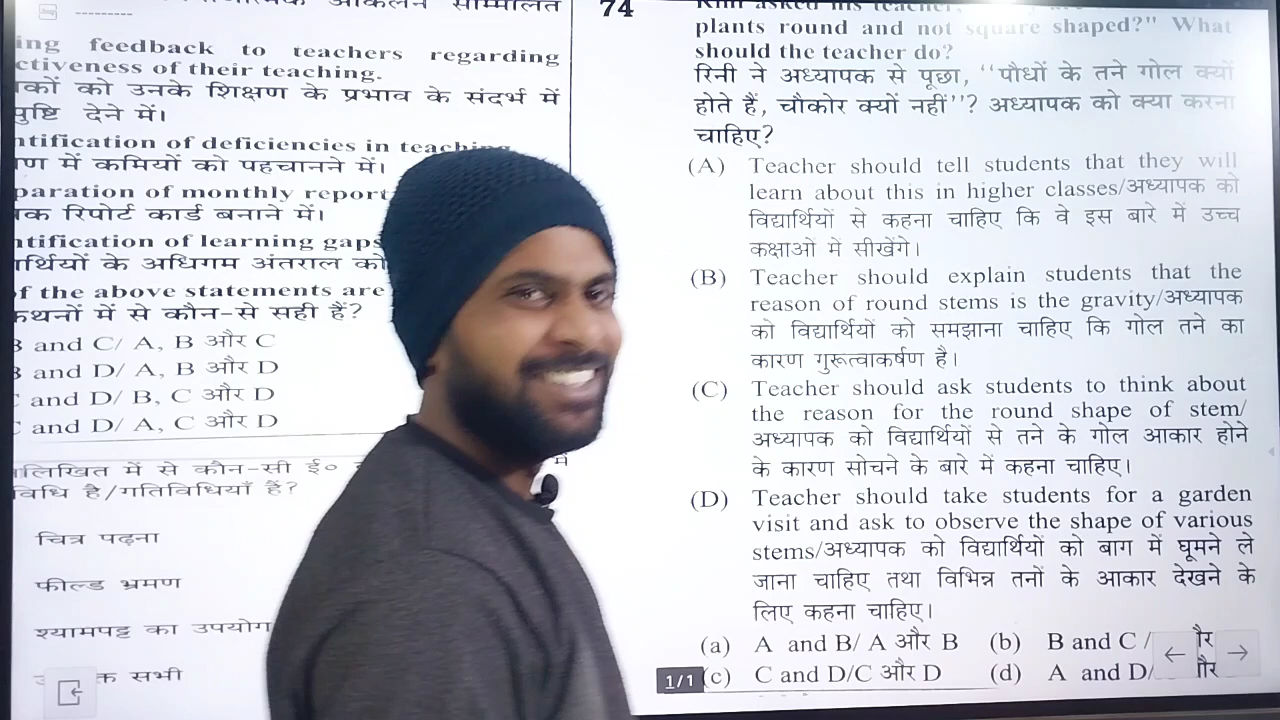 आकलन सम्मिलित
ing feedback to teachers regarding
ctiveness of their teaching.
कों को उनके शिक्षण के प्रभाव के संदर्भ में
पुष्टि देने में।
ntification of deficiencies in teaching
ण में कमियों को पहचानने में।
paration of monthly report
क रिपोर्ट कार्ड बनाने में।
ntification of learning gaps
र्थियों के अधिगम अंतराल को
of the above statements are
कथनों में से कौन-से सही हैं?
B and C/ A, B और C
B and D/ A, B और D
C and D/ B, C और D
C and D/ A, C और D
लिखित में से कौन-सी ई० में
विधि है/गतिविधियाँ हैं?
चित्र पढ़ना
फील्ड भ्रमण
श्यामपट्ट का उपयोग
क सभी
74
plants round and not square shaped?" What
should the teacher do?
रिनी ने अध्यापक से पूछा, ‘‘पौधों के तने गोल क्यों
होते हैं, चौकोर क्यों नहीं’’? अध्यापक को क्या करना
चाहिए?
(A) Teacher should tell students that they will
learn about this in higher classes/अध्यापक को
विद्यार्थियों से कहना चाहिए कि वे इस बारे में उच्च
कक्षाओं में सीखेंगे।
(B) Teacher should explain students that the
reason of round stems is the gravity/अध्यापक
को विद्यार्थियों को समझाना चाहिए कि गोल तने का
कारण गुरूत्वाकर्षण है।
(C) Teacher should ask students to think about
the reason for the round shape of stem/
अध्यापक को विद्यार्थियों से तने के गोल आकार होने
के कारण सोचने के बारे में कहना चाहिए।
(D) Teacher should take students for a garden
visit and ask to observe the shape of various
stems/अध्यापक को विद्यार्थियों को बाग में घूमने ले
जाना चाहिए तथा विभिन्न तनों के आकार देखने के
लिए कहना चाहिए।
(a) A and B/ A और B (b) B and C /
(c) C and D/C और D (d) A and D/
1/1